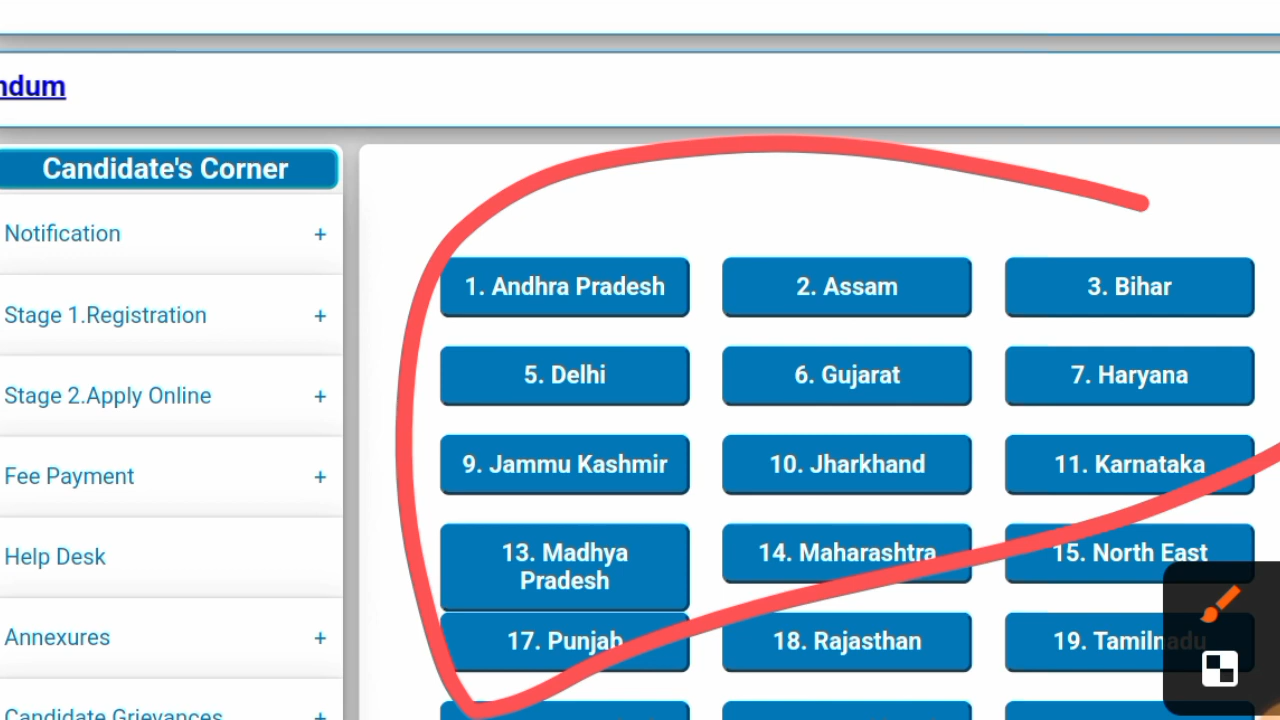 ndum
Candidate's Corner
Notification +
Stage 1.Registration +
Stage 2.Apply Online +
Fee Payment +
Help Desk
Annexures +
Candidate Grievances +
1. Andhra Pradesh
2. Assam
3. Bihar
5. Delhi
6. Gujarat
7. Haryana
9. Jammu Kashmir
10. Jharkhand
11. Karnataka
13. Madhya
Pradesh
14. Maharashtra
15. North East
17. Punjab
18. Rajasthan
19. Tamilnadu